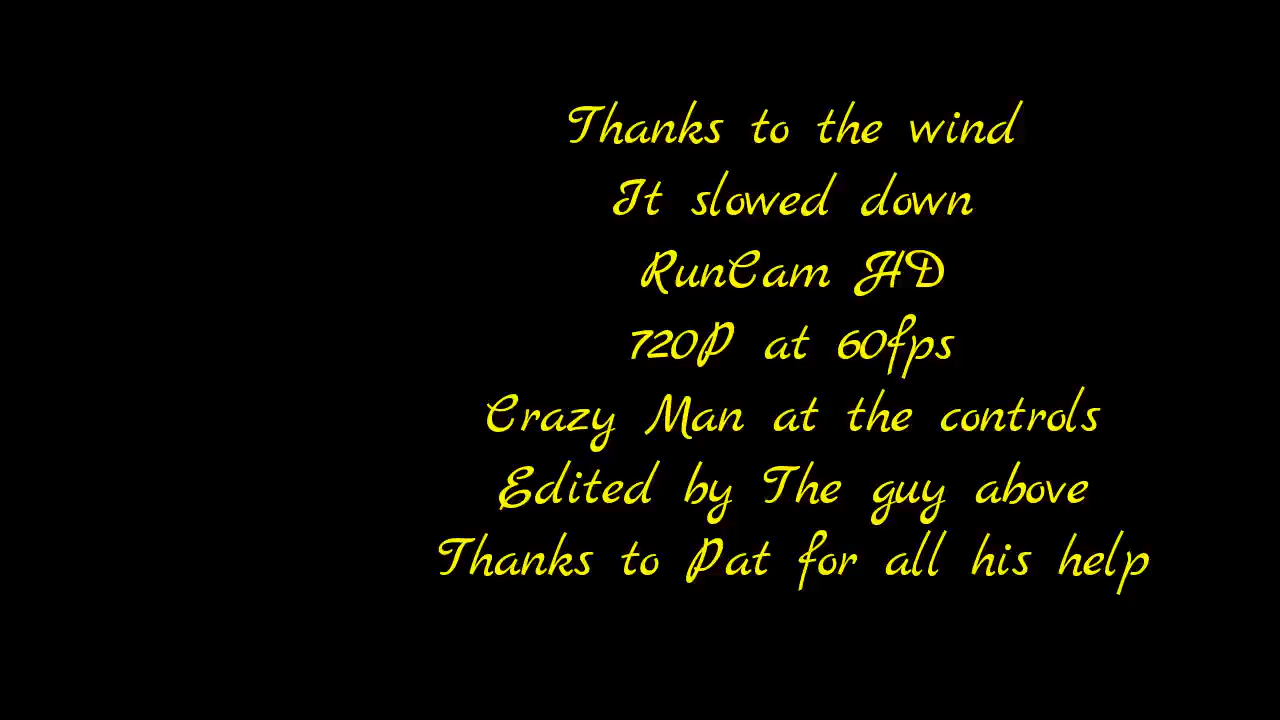 Thanks to the wind
It slowed down
RunCam HD
720P at 60fps
Crazy Man at the controls
Edited by The guy above
Thanks to Pat for all his help